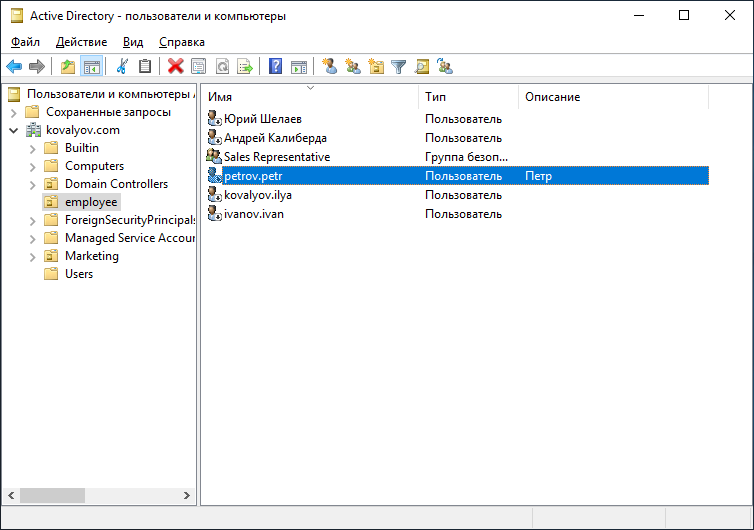 Active Directory - пользователи и компьютеры
Файл Действие Вид Справка
Пользователи и компьютеры
Сохраненные запросы
kovalyov.com
Builtin
Computers
Domain Controllers
employee
ForeignSecurityPrincipals
Managed Service Accour
Marketing
Users
Имя Тип Описание
Юрий Шелаев Пользователь
Андрей Калиберда Пользователь
Sales Representative Группа безоп...
petrov.petr Пользователь Петр
kovalyov.ilya Пользователь
ivanov.ivan Пользователь